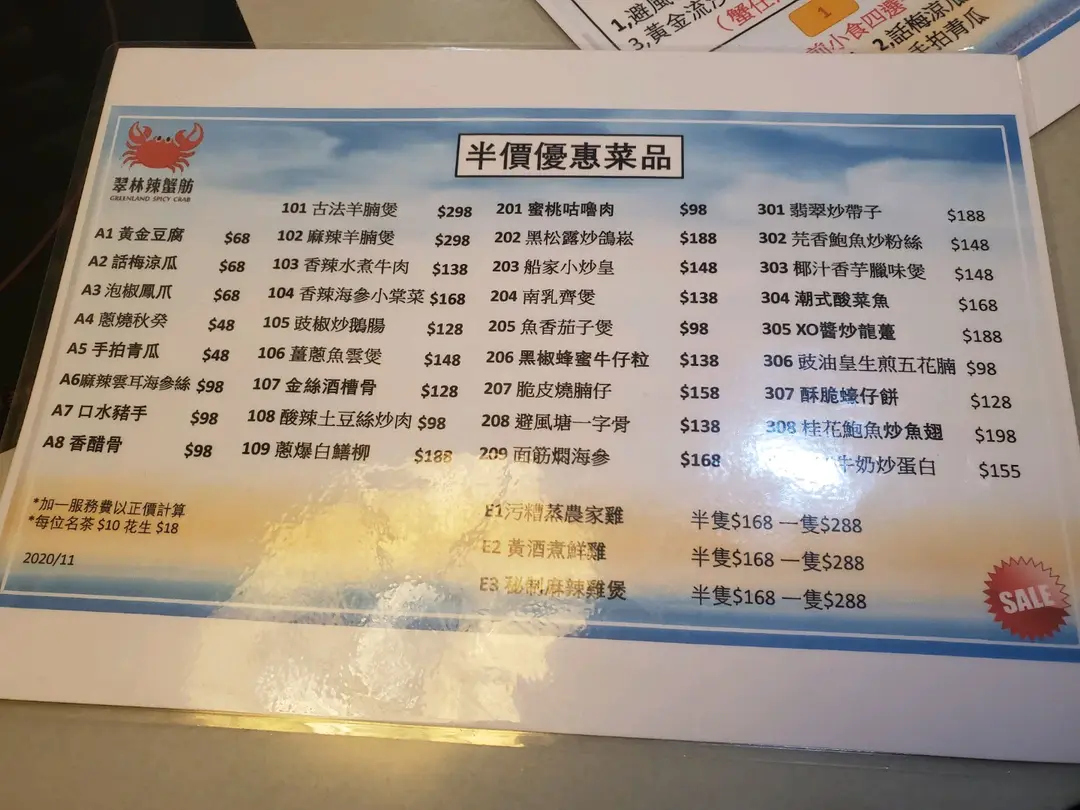 1,避風
3,黃金流沙
(蟹任
1
前小食四選
2,話梅涼瓜
手拍青瓜
翠林辣蟹舫
GREENLAND SPICY CRAB
半價優惠菜品
A1 黃金豆腐 $68
A2 話梅涼瓜 $68
A3 泡椒鳳爪 $68
A4 蔥燒秋葵 $48
A5 手拍青瓜 $48
A6麻辣雲耳海參絲 $98
A7 口水豬手 $98
A8 香醋骨 $98
101 古法羊腩煲 $298
102 麻辣羊腩煲 $298
103 香辣水煮牛肉 $138
104 香辣海參小棠菜 $168
105 豉椒炒鵝腸 $128
106 薑蔥魚雲煲 $148
107 金絲酒槽骨 $128
108 酸辣土豆絲炒肉 $98
109 蔥爆白鱔柳 $188
201 蜜桃咕嚕肉 $98
202 黑松露炒鴿崧 $188
203 船家小炒皇 $148
204 南乳齊煲 $138
205 魚香茄子煲 $98
206 黑椒蜂蜜牛仔粒 $138
207 脆皮燒腩仔 $158
208 避風塘一字骨 $138
209 面筋燜海參 $168
301 翡翠炒帶子 $188
302 芫香鮑魚炒粉絲 $148
303 椰汁香芋臘味煲 $148
304 潮式酸菜魚 $168
305 XO醬炒龍躉 $188
306 豉油皇生煎五花腩 $98
307 酥脆蠔仔餅 $128
308 桂花鮑魚炒魚翅 $198
牛奶炒蛋白 $155
E1污糟蒸農家雞 半隻$168 一隻$288
E2 黃酒煮鮮雞 半隻$168 一隻$288
E3 秘制麻辣雞煲 半隻$168 一隻$288
*加一服務費以正價計算
*每位名茶 $10 花生 $18
2020/11
SALE